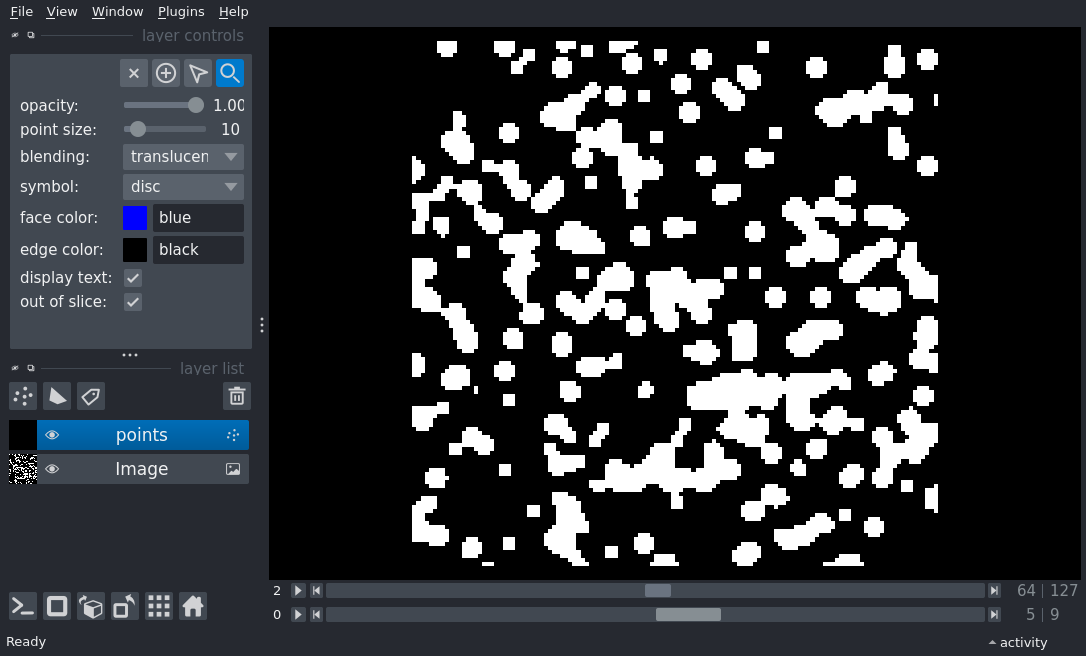 File View Window Plugins Help
layer controls
opacity: 1.00
point size: 10
blending: translucen
symbol: disc
face color: blue
edge color: black
display text:
out of slice:
layer list
points
Image
2 64 127
0 5 9
Ready activity